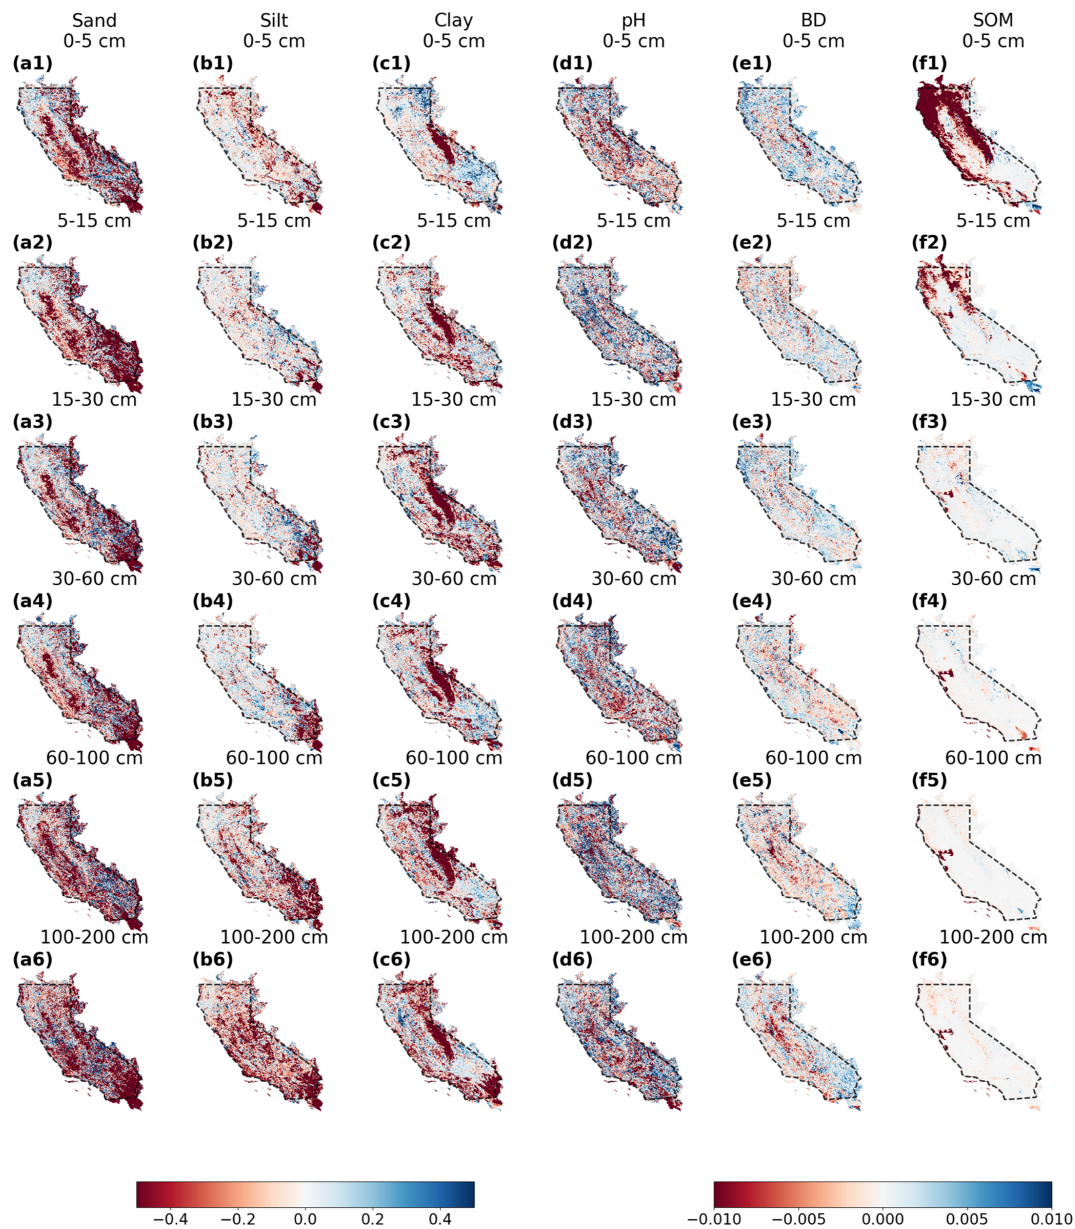 Sand Silt Clay pH BD SOM
0-5 cm 0-5 cm 0-5 cm 0-5 cm 0-5 cm 0-5 cm
(a1) (b1) (c1) (d1) (e1) (f1)
5-15 cm 5-15 cm 5-15 cm 5-15 cm 5-15 cm 5-15 cm
(a2) (b2) (c2) (d2) (e2) (f2)
15-30 cm 15-30 cm 15-30 cm 15-30 cm 15-30 cm 15-30 cm
(a3) (b3) (c3) (d3) (e3) (f3)
30-60 cm 30-60 cm 30-60 cm 30-60 cm 30-60 cm 30-60 cm
(a4) (b4) (c4) (d4) (e4) (f4)
60-100 cm 60-100 cm 60-100 cm 60-100 cm 60-100 cm 60-100 cm
(a5) (b5) (c5) (d5) (e5) (f5)
100-200 cm 100-200 cm 100-200 cm 100-200 cm 100-200 cm 100-200 cm
(a6) (b6) (c6) (d6) (e6) (f6)
−0.4 −0.2 0.0 0.2 0.4 −0.010 −0.005 0.000 0.005 0.010